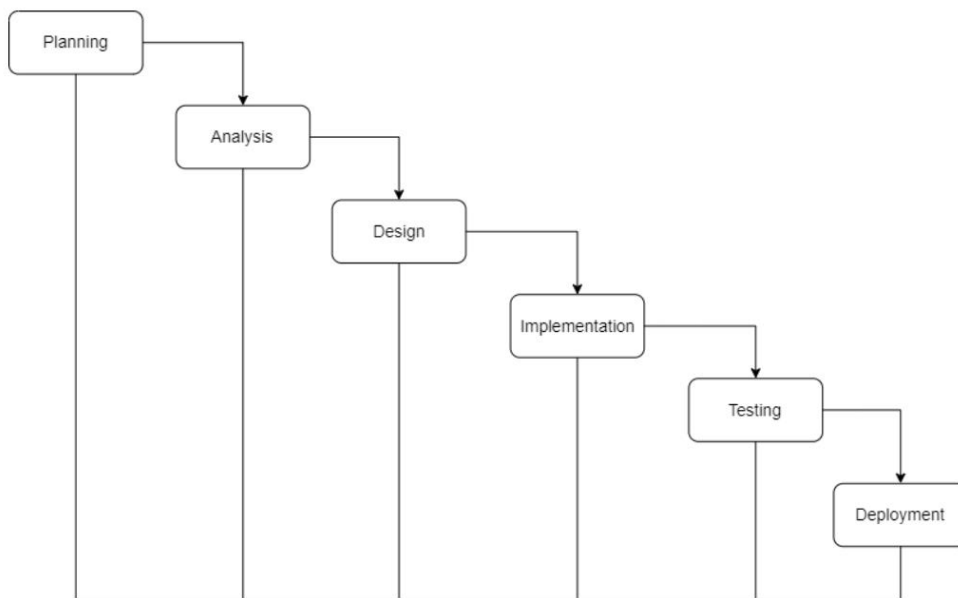 Planning
Analysis
Design
Implementation
Testing
Deployment